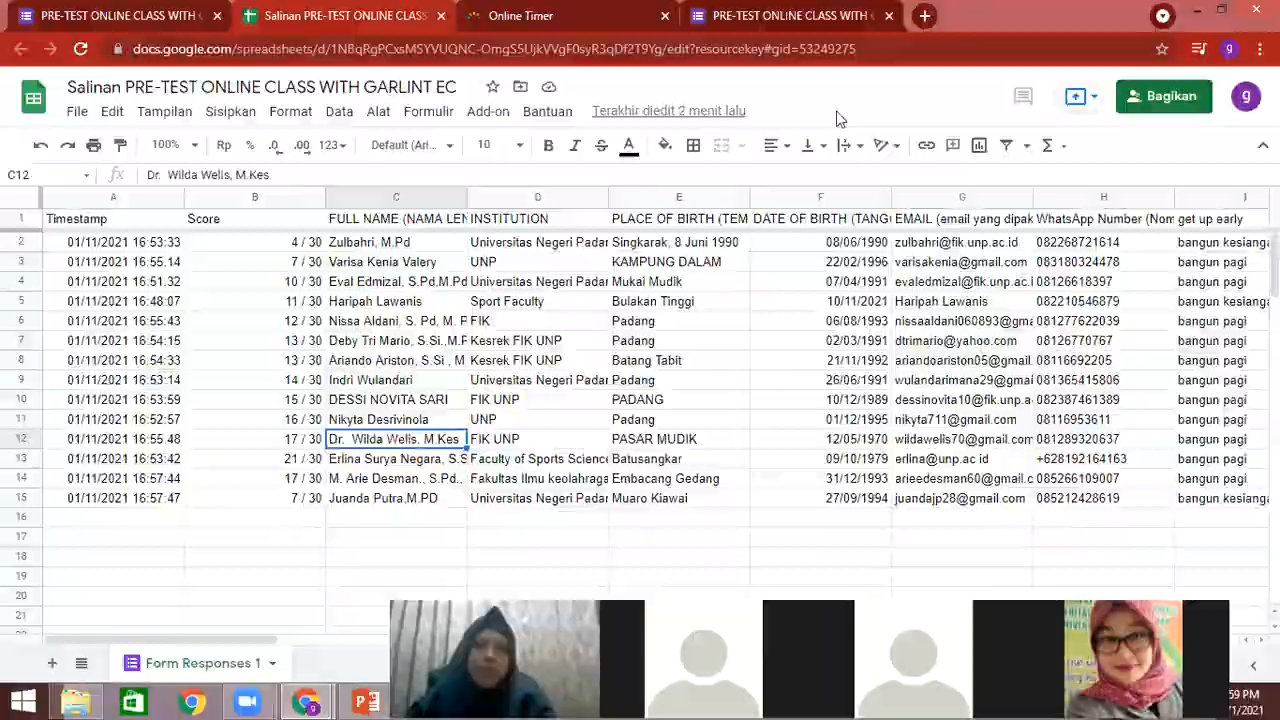 PRE-TEST ONLINE CLASS WITH G
Salinan PRE-TEST ONLINE CLASS
Online Timer
PRE-TEST ONLINE CLASS WITH G
docs.google.com/spreadsheets/d/1NBqRgPCxsMSYVUQNC-OmgS5UjkVVgF0syR3qDf2T9Yg/edit?resourcekey#gid=53249275
g
Salinan PRE-TEST ONLINE CLASS WITH GARLINT EC
Bagikan
g
File Edit Tampilan Sisipkan Format Data Alat Formulir Add-on Bantuan Terakhir diedit 2 menit lalu
100% Rp % .0 .00 123 Default (Ari... 10 B I S A
C12 fx Dr. Wilda Welis, M.Kes
A B C D E F G H I
1 Timestamp Score FULL NAME (NAMA LEN INSTITUTION PLACE OF BIRTH (TEM DATE OF BIRTH (TANG EMAIL (email yang dipak WhatsApp Number (Nom get up early
2 01/11/2021 16:53:33 4 / 30 Zulbahri, M.Pd Universitas Negeri Padar Singkarak, 8 Juni 1990 08/06/1990 zulbahri@fik.unp.ac.id 082268721614 bangun kesianga
3 01/11/2021 16.55.14 7 / 30 Varisa Kenia Valery UNP KAMPUNG DALAM 22/02/1996 varisakenia@gmail.com 083180324478 bangun pagi
4 01/11/2021 16.51.32 10 / 30 Eval Edmizal, S.Pd,M.Pd Universitas Negeri Padar Mukai Mudik 07/04/1991 evaledmizal@fik.unp.ac.i 08126618397 bangun pagi
5 01/11/2021 16:48:07 11 / 30 Haripah Lawanis Sport Faculty Bulakan Tinggi 10/11/2021 Haripah Lawanis 082210546879 bangun kesianga
6 01/11/2021 16:55:43 12 / 30 Nissa Aldani, S. Pd, M. P FIK Padang 06/08/1993 nissaaldani060893@gma 081277622039 bangun pagi
7 01/11/2021 16:54:15 13 / 30 Deby Tri Mario, S.Si.,M.F Kesrek FIK UNP Padang 02/03/1991 dtrimario@yahoo.com 08126770767 bangun pagi
8 01/11/2021 16:54:33 13 / 30 Ariando Ariston, S.Si , M Kesrek FIK UNP Batang Tabit 21/11/1992 ariandoariston05@gmail. 08116692205 bangun pagi
9 01/11/2021 16:53:14 14 / 30 Indri Wulandari Universitas Negeri Padar Padang 26/06/1991 wulandarimana29@gmai 081365415806 bangun pagi
10 01/11/2021 16:53:59 15 / 30 DESSI NOVITA SARI FIK UNP PADANG 10/12/1989 dessinovita10@fik.unp.a 082387461389 bangun pagi
11 01/11/2021 16:52:57 16 / 30 Nikyta Desrivinola UNP Padang 01/12/1995 nikyta711@gmail.com 08116953611 bangun pagi
12 01/11/2021 16:55.48 17 / 30 Dr. Wilda Welis, M.Kes FIK UNP PASAR MUDIK 12/05/1970 wildawelis70@gmail.com 081289320637 bangun pagi
13 01/11/2021 16:53:42 21 / 30 Erlina Surya Negara, S.S Faculty of Sports Science Batusangkar 09/10/1979 erlina@unp.ac id +628192164163 bangun pagi
14 01/11/2021 16:57:44 17 / 30 M. Arie Desman., S.Pd., Fakultas Ilmu keolahraga Embacang Gedang 31/12/1993 arieedesman60@gmail.c 085266109007 bangun pagi
15 01/11/2021 16:57:47 7 / 30 Juanda Putra,M.PD Universitas Negeri Padar Muaro Kiawai 27/09/1994 juandajp28@gmail.com 085212428619 bangun kesianga
16
17
18
19
20
21
Form Responses 1
:59 PM
/1/2021